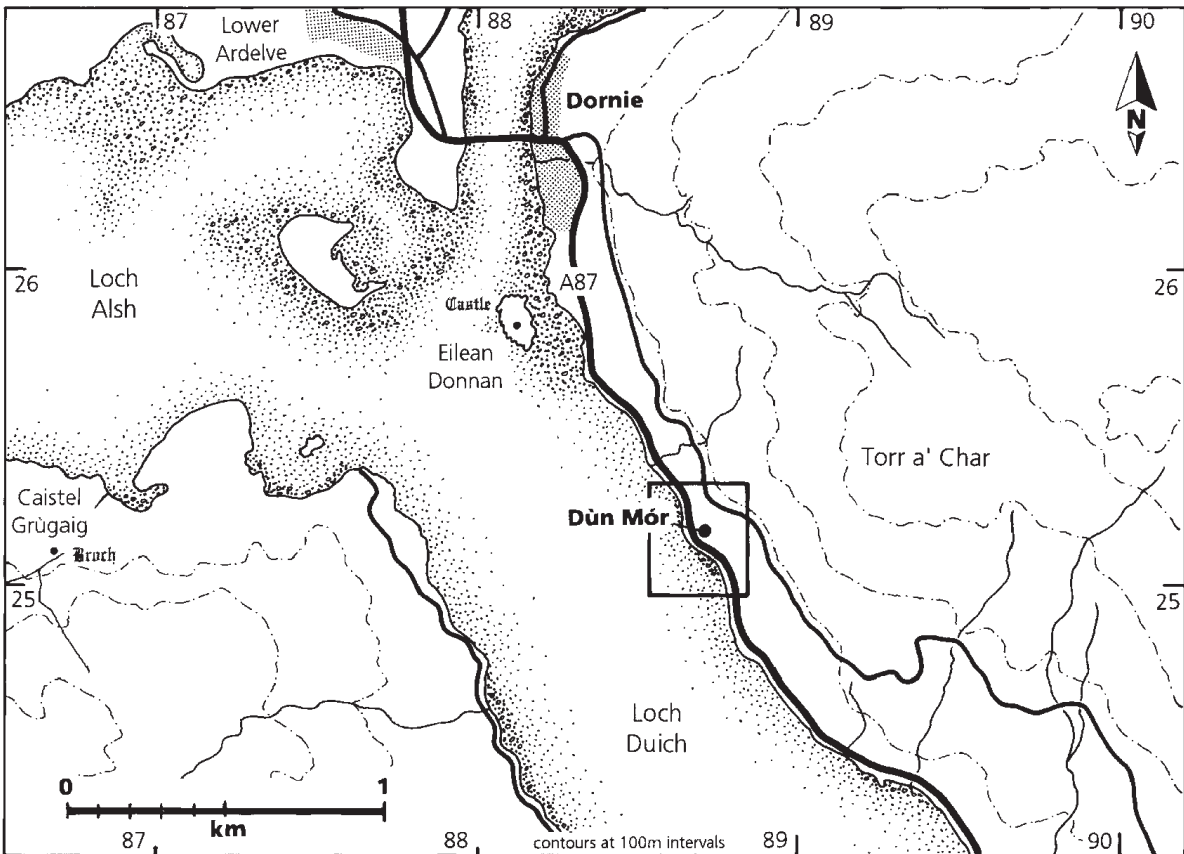 87
88
89
90
Lower
Ardelve
Dornie
N
26
Loch
Alsh
A87
26
Castle
Eilean
Donnan
Torr a' Char
Caistel
Grùgaig
Broch
Dùn Mór
25
25
Loch
Duich
0
1
km
87
88
contours at 100m intervals
89
90